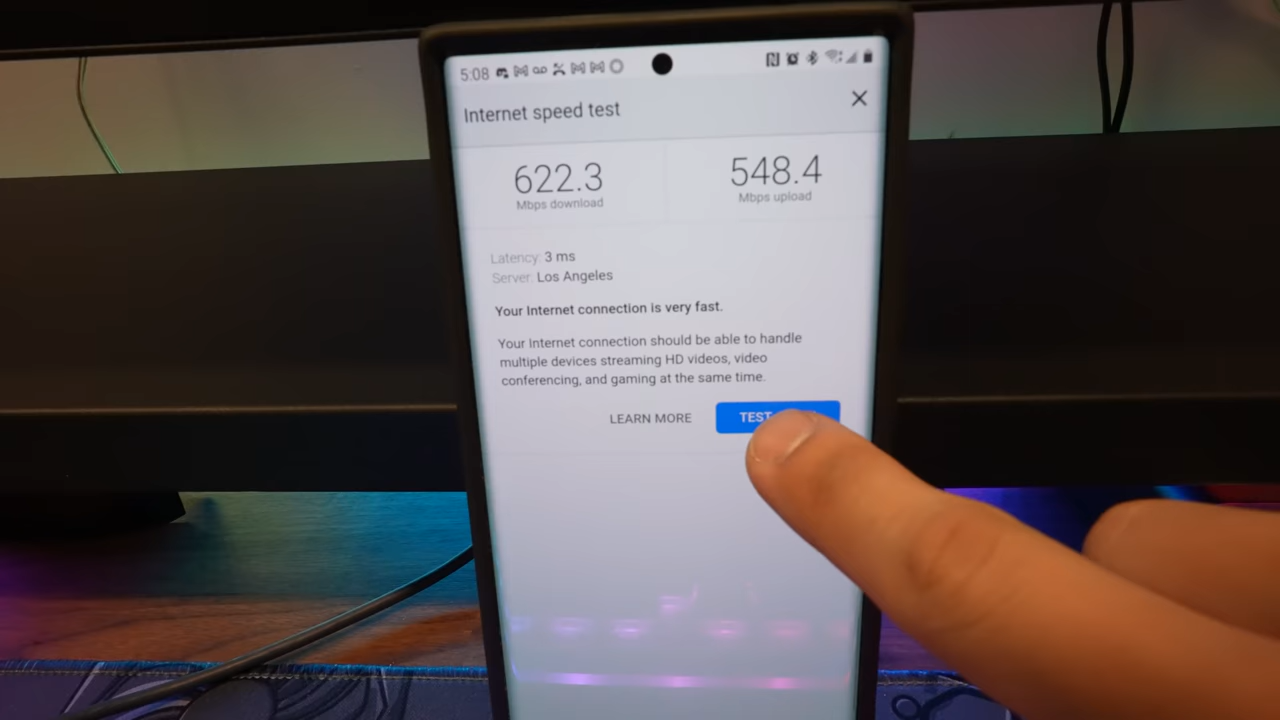 5:08
Internet speed test
622.3
Mbps download
548.4
Mbps upload
Latency: 3 ms
Server: Los Angeles
Your Internet connection is very fast.
Your Internet connection should be able to handle
multiple devices streaming HD videos, video
conferencing, and gaming at the same time.
LEARN MORE
TEST